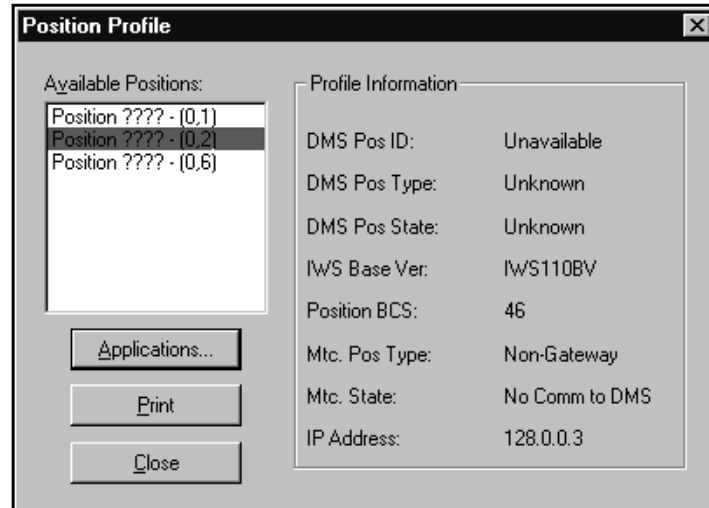 Position Profile
Available Positions:
Position ???? - (0,1)
Position ???? - (0,2)
Position ???? - (0,6)
Applications...
Print
Close
Profile Information
DMS Pos ID: Unavailable
DMS Pos Type: Unknown
DMS Pos State: Unknown
IWS Base Ver: IWS110BV
Position BCS: 46
Mtc. Pos Type: Non-Gateway
Mtc. State: No Comm to DMS
IP Address: 128.0.0.3